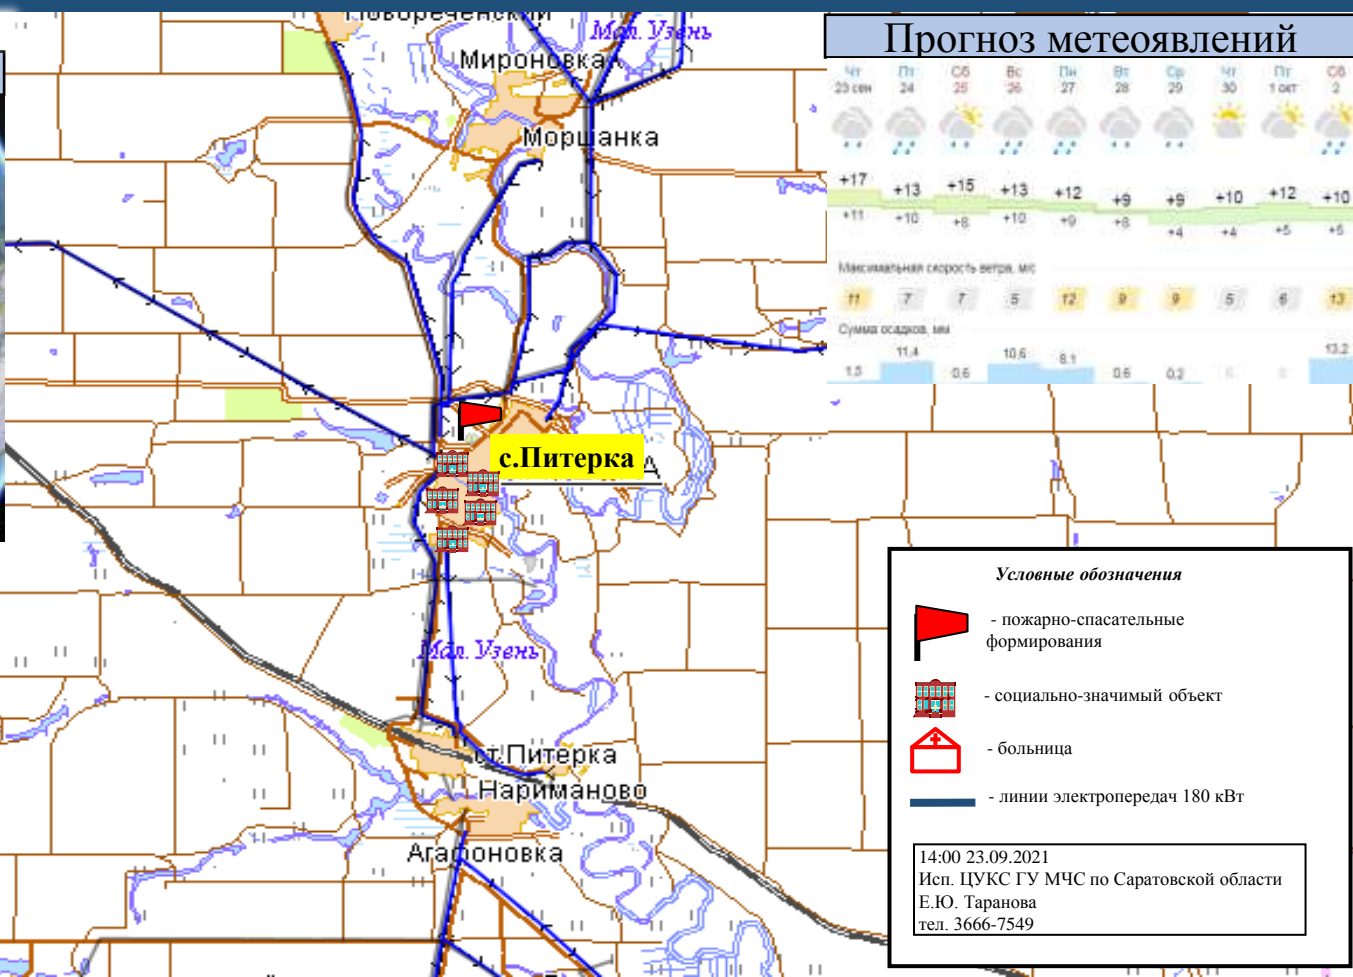 Новореченский
Мал. Узень
Мироновка
Моршанка
с.Питерка
Мал. Узень
ст.Питерка
Нариманово
Агафоновка
Прогноз метеоявлений
Чт Пт Сб Вс Пн Вт Ср Чт Пт Сб
23 сен 24 25 26 27 28 29 30 1 окт 2
+17 +13 +15 +13 +12 +9 +9 +10 +12 +10
+11 +10 +8 +10 +9 +8 +4 +4 +5
Максимальная скорость ветра, м/с
11 7 7 5 12 9 9 5 6 13
Сумма осадков, мм
11,4 0,6 10,6 8,1 0,6 0,2 13,2
Условные обозначения
- пожарно-спасательные
формирования
- социально-значимый объект
- больница
- линии электропередач 180 кВт
14:00 23.09.2021
Исп. ЦУКС ГУ МЧС по Саратовской области
Е.Ю. Таранова
тел. 3666-7549